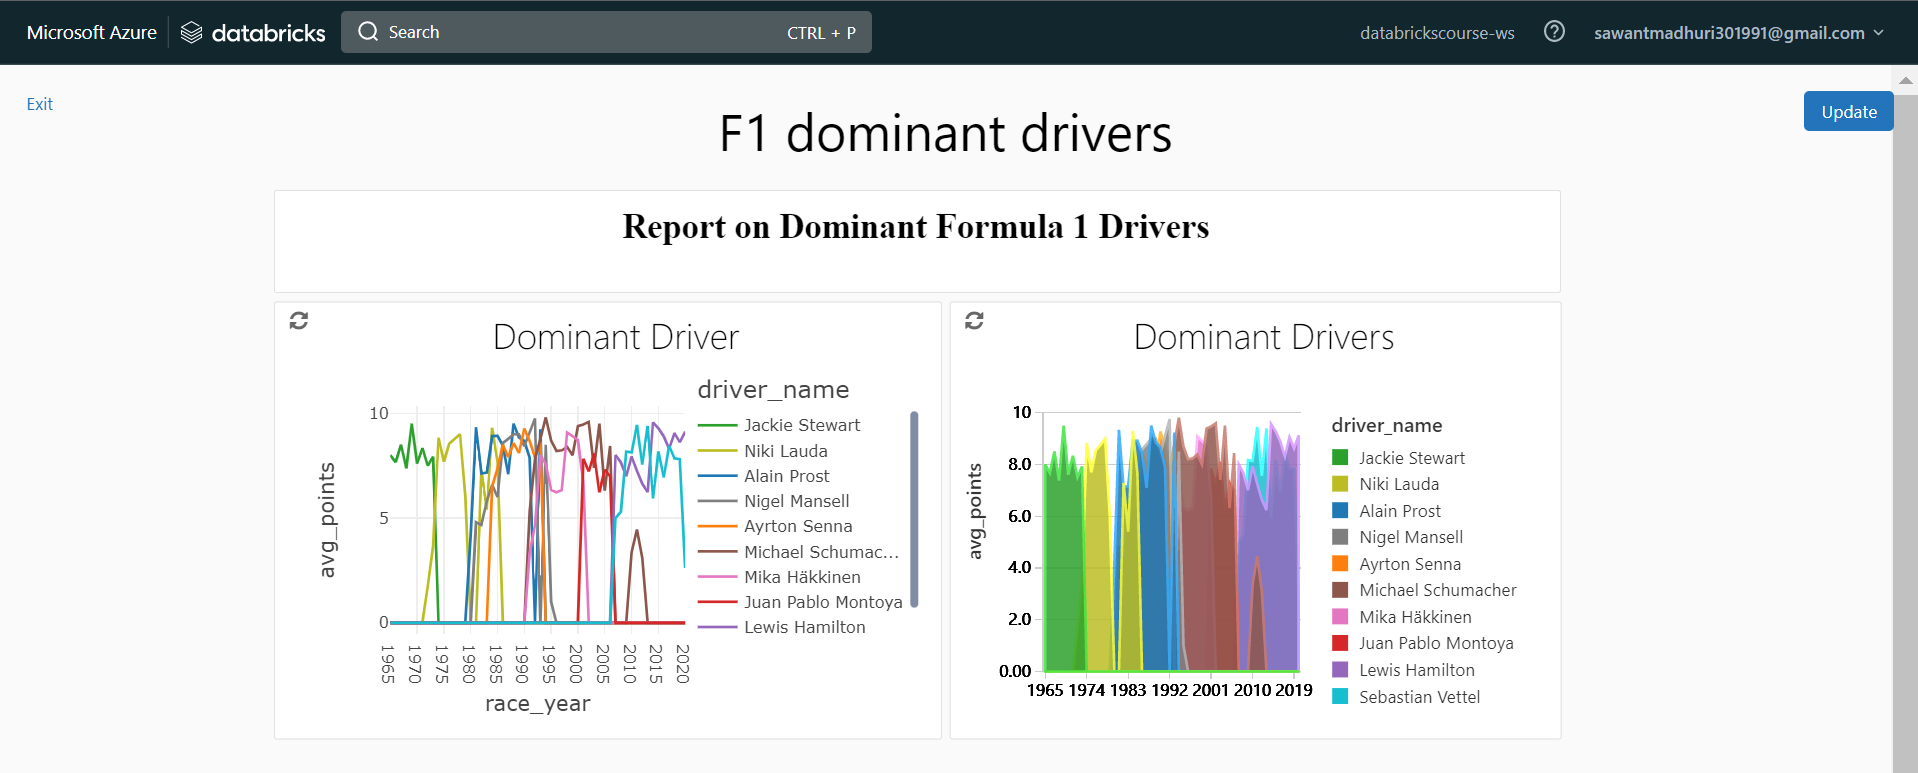 Microsoft Azure databricks Search CTRL + P databrickscourse-ws ? sawantmadhuri301991@gmail.com
Exit
Update
F1 dominant drivers
Report on Dominant Formula 1 Drivers
Dominant Driver
driver_name
10
5
0
avg_points
Jackie Stewart
Niki Lauda
Alain Prost
Nigel Mansell
Ayrton Senna
Michael Schumac...
Mika Häkkinen
Juan Pablo Montoya
Lewis Hamilton
1965 1970 1975 1980 1985 1990 1995 2000 2005 2010 2015 2020
race_year
Dominant Drivers
10
8.0
6.0
4.0
2.0
0.00
avg_points
1965 1974 1983 1992 2001 2010 2019
driver_name
Jackie Stewart
Niki Lauda
Alain Prost
Nigel Mansell
Ayrton Senna
Michael Schumacher
Mika Häkkinen
Juan Pablo Montoya
Lewis Hamilton
Sebastian Vettel